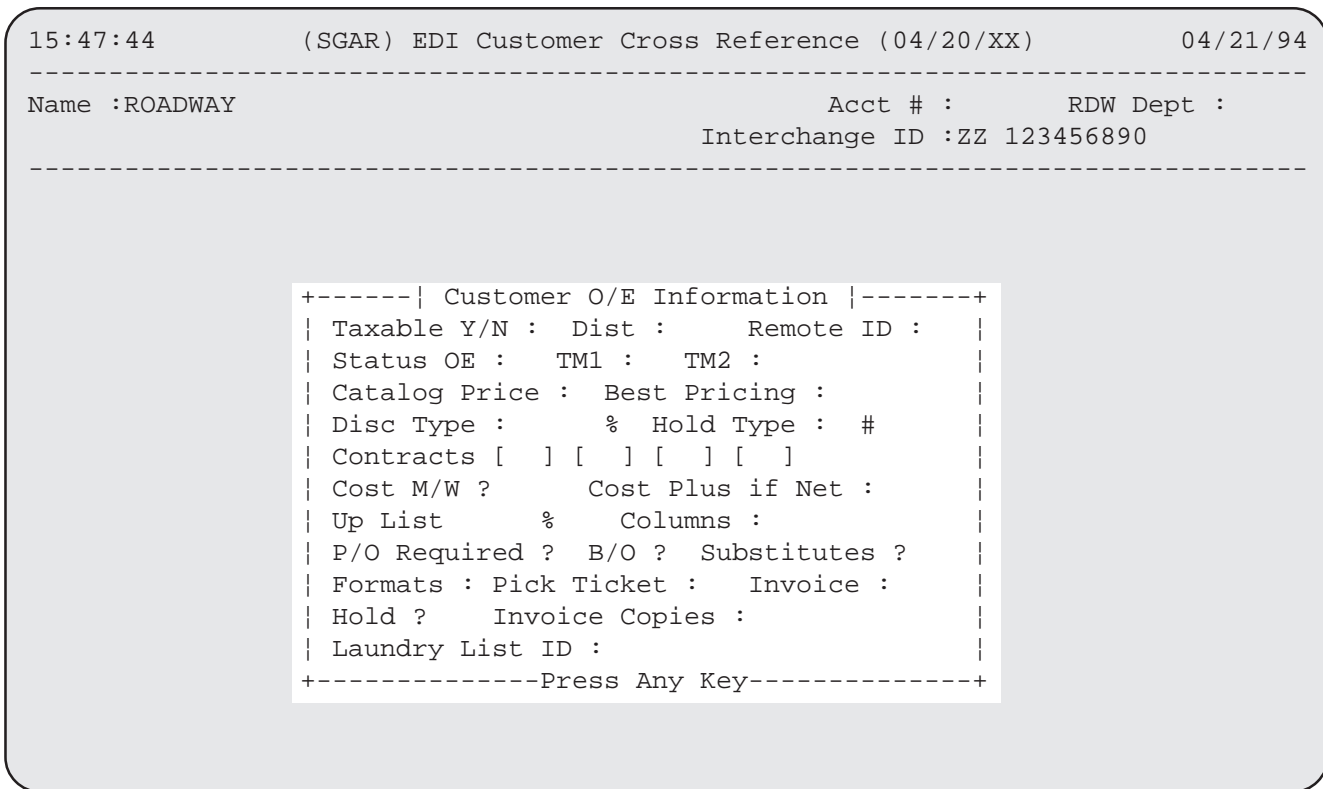 15:47:44 (SGAR) EDI Customer Cross Reference (04/20/XX) 04/21/94
--------------------------------------------------------------------------------
Name :ROADWAY Acct # : RDW Dept :
Interchange ID :ZZ 123456890
--------------------------------------------------------------------------------
+------¦ Customer O/E Information ¦-------+
¦ Taxable Y/N : Dist : Remote ID : ¦
¦ Status OE : TM1 : TM2 : ¦
¦ Catalog Price : Best Pricing : ¦
¦ Disc Type : % Hold Type : # ¦
¦ Contracts [ ] [ ] [ ] [ ] ¦
¦ Cost M/W ? Cost Plus if Net : ¦
¦ Up List % Columns : ¦
¦ P/O Required ? B/O ? Substitutes ? ¦
¦ Formats : Pick Ticket : Invoice : ¦
¦ Hold ? Invoice Copies : ¦
¦ Laundry List ID : ¦
+--------------Press Any Key--------------+